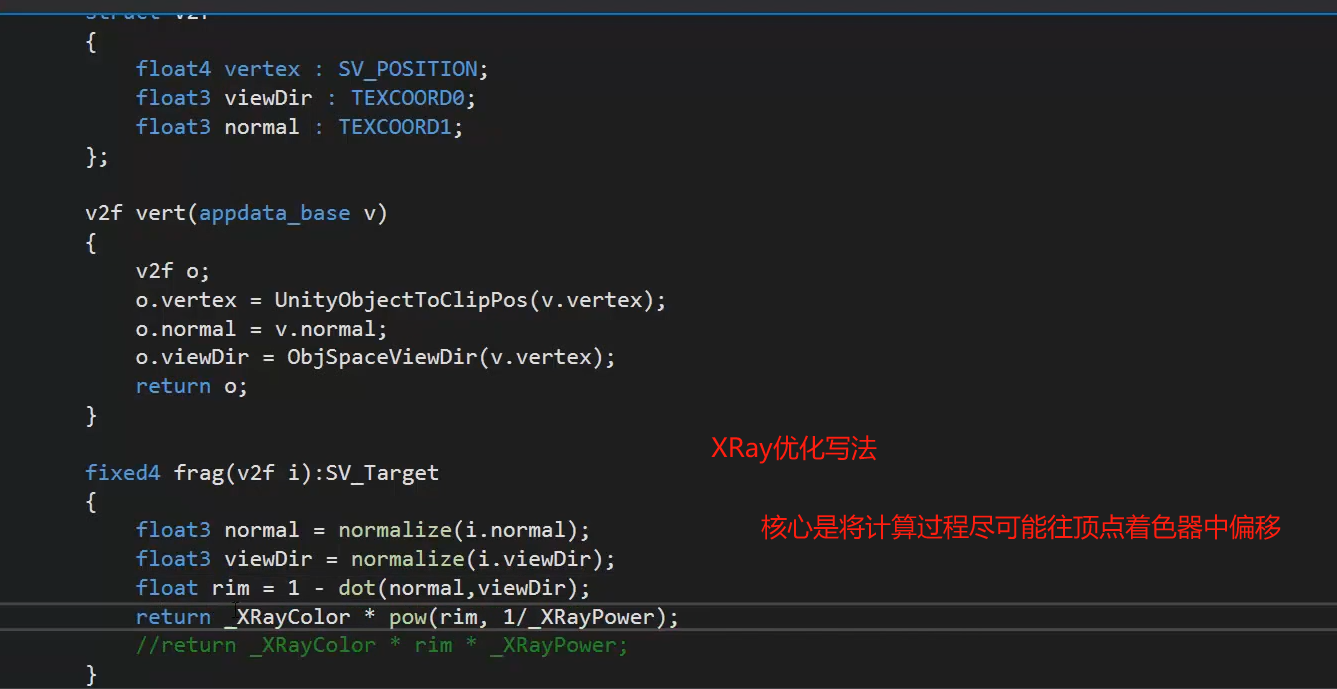 struct v2f
{
float4 vertex : SV_POSITION;
float3 viewDir : TEXCOORD0;
float3 normal : TEXCOORD1;
};
v2f vert(appdata_base v)
{
v2f o;
o.vertex = UnityObjectToClipPos(v.vertex);
o.normal = v.normal;
o.viewDir = ObjSpaceViewDir(v.vertex);
return o;
}
XRay优化写法
fixed4 frag(v2f i):SV_Target
{
float3 normal = normalize(i.normal);
核心是将计算过程尽可能往顶点着色器中偏移
float3 viewDir = normalize(i.viewDir);
float rim = 1 - dot(normal,viewDir);
return _XRayColor * pow(rim, 1/_XRayPower);
//return _XRayColor * rim * _XRayPower;
}